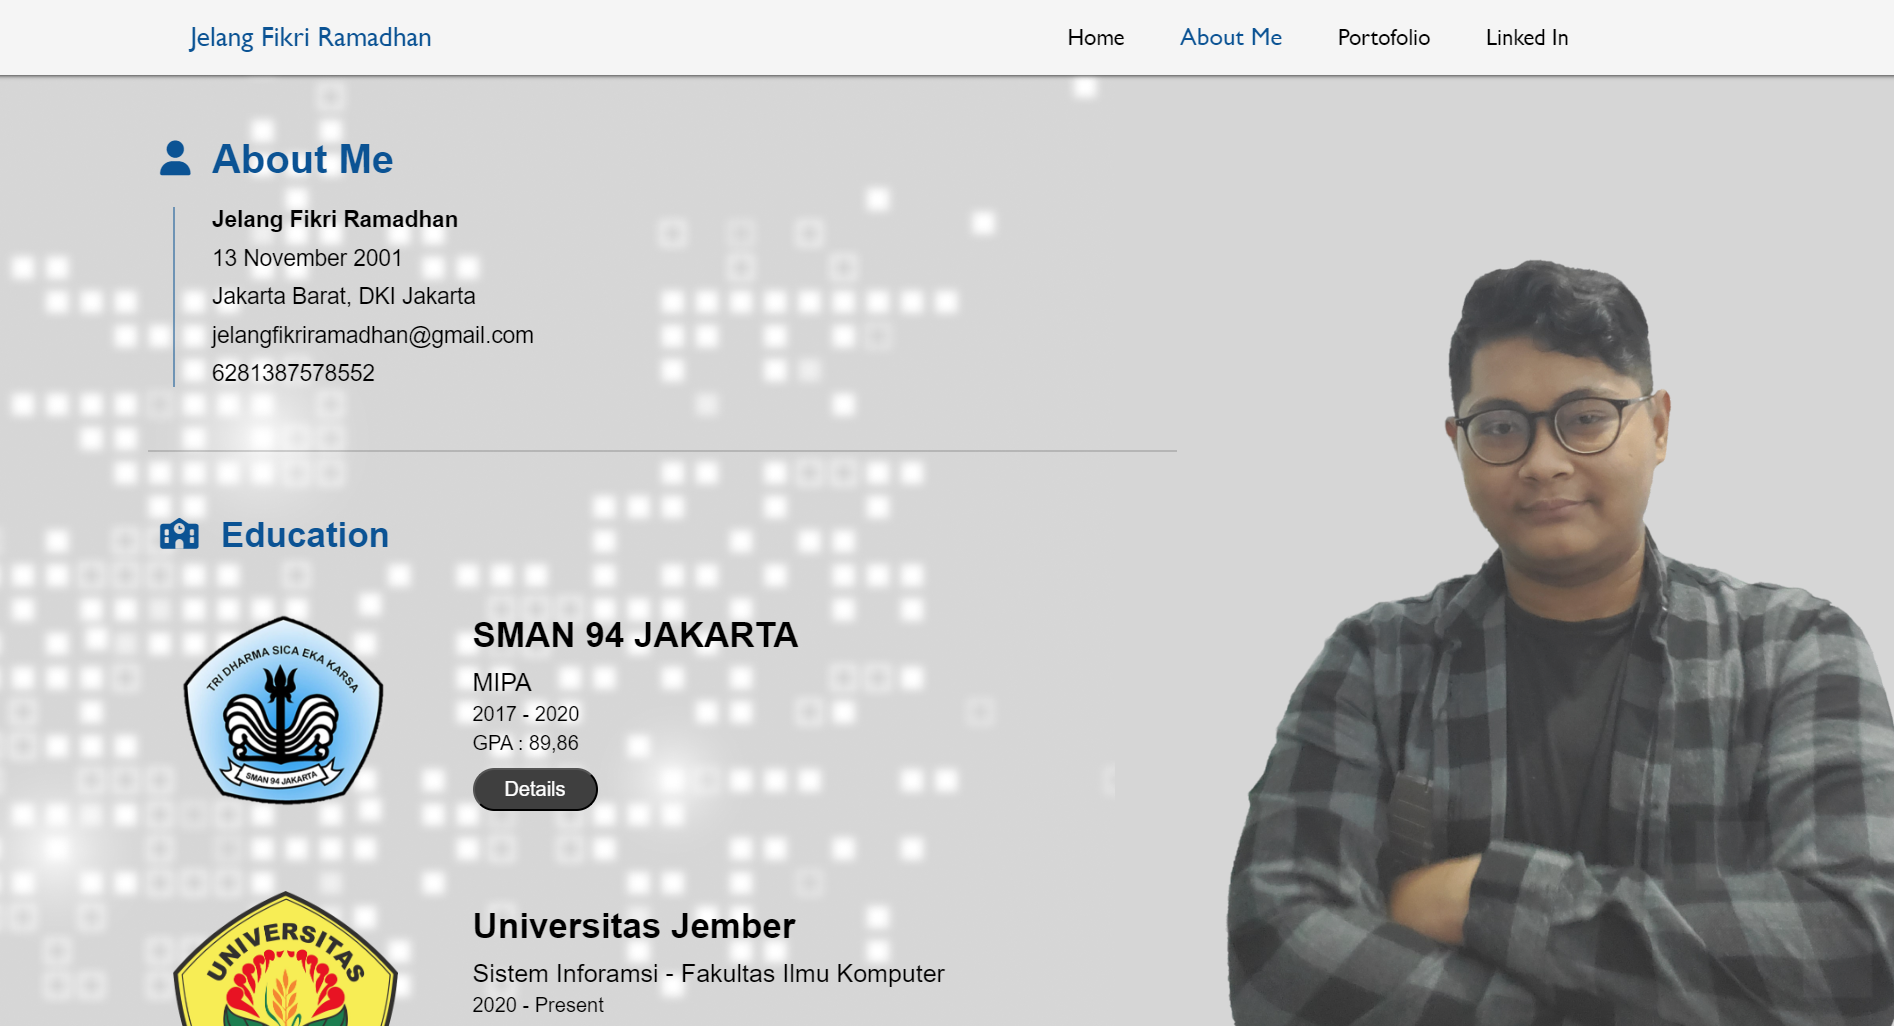 Jelang Fikri Ramadhan
Home
About Me
Portofolio
Linked In
About Me
Jelang Fikri Ramadhan
13 November 2001
Jakarta Barat, DKI Jakarta
jelangfikriramadhan@gmail.com
6281387578552
Education
TRI DHARMA SICA EKA KARSA
SMAN 94 JAKARTA
SMAN 94 JAKARTA
MIPA
2017 - 2020
GPA : 89,86
Details
UNIVERSITAS
Universitas Jember
Sistem Inforamsi - Fakultas Ilmu Komputer
2020 - Present